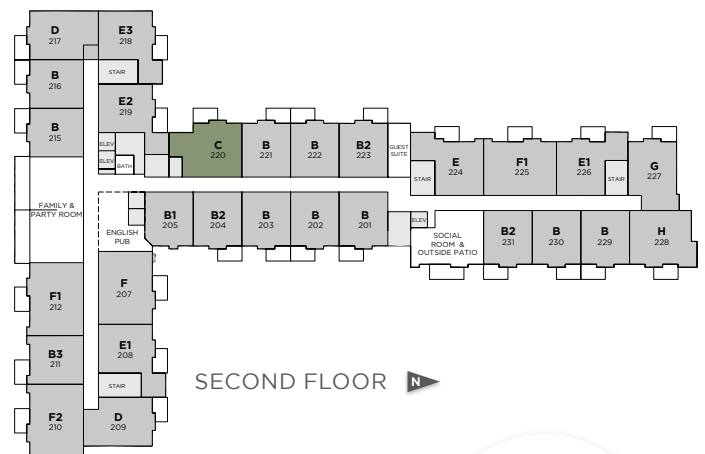 D
217
E3
218
STAIR
B
216
E2
219
B
215
ELEV
ELEV
BATH
C
220
B
221
B
222
B2
223
GUEST
SUITE
STAIR
E
224
F1
225
E1
226
STAIR
G
227
FAMILY &
PARTY ROOM
ENGLISH
PUB
B1
205
B2
204
B
203
B
202
B
201
ELEV
SOCIAL
ROOM &
OUTSIDE PATIO
B2
231
B
230
B
229
H
228
F1
212
F
207
B3
211
E1
208
STAIR
F2
210
D
209
SECOND FLOOR
N